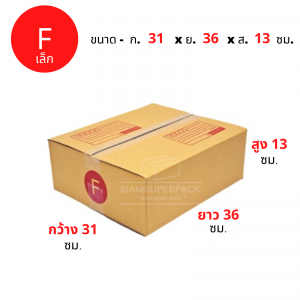 F
เล็ก
ขนาด - ก. 31 x ย. 36 x ส. 13 ซม.
สูง 13
ซม.
F
SIAMSUPERPACK
ยาว 36
ซม.
กว้าง 31
ซม.